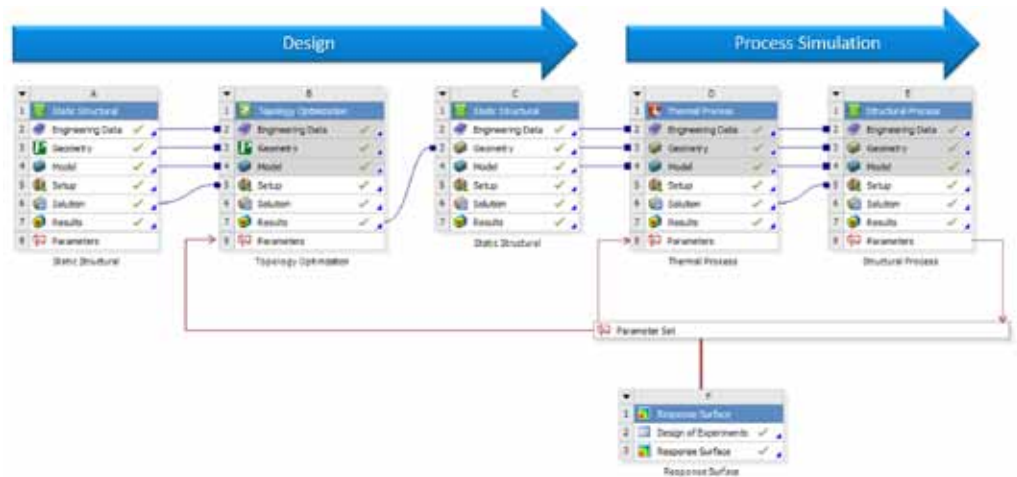 Design
Process Simulation
A
1 Static Structural
2 Engineering Data
3 Geometry
4 Model
5 Setup
6 Solution
7 Results
8 Parameters
Static Structural
B
1 Topology Optimization
2 Engineering Data
3 Geometry
4 Model
5 Setup
6 Solution
7 Results
8 Parameters
Topology Optimization
C
1 Static Structural
2 Engineering Data
3 Geometry
4 Model
5 Setup
6 Solution
7 Results
Static Structural
D
1 Thermal Process
2 Engineering Data
3 Geometry
4 Model
5 Setup
6 Solution
7 Results
8 Parameters
Thermal Process
E
1 Structural Process
2 Engineering Data
3 Geometry
4 Model
5 Setup
6 Solution
7 Results
8 Parameters
Structural Process
Parameter Set
F
1 Response Surface
2 Design of Experiments
3 Response Surface
Response Surface